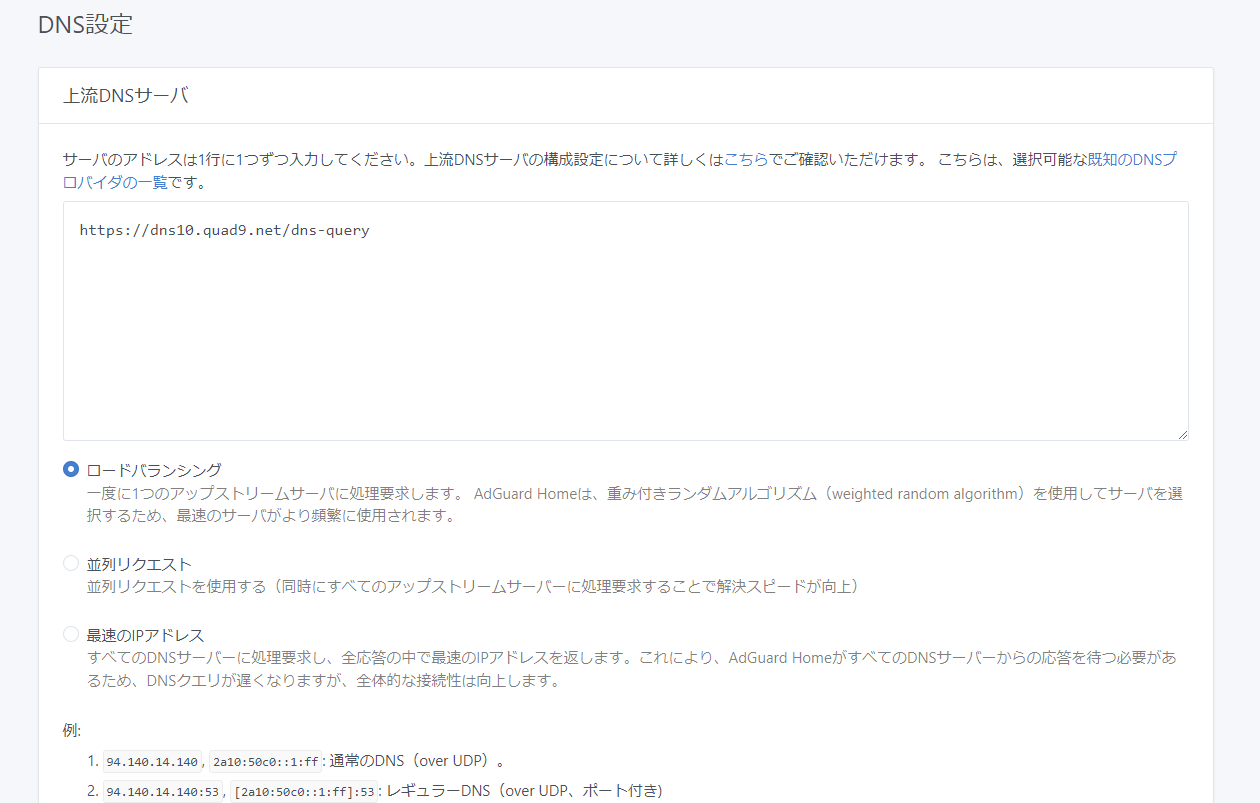 DNS設定
上流DNSサーバ
サーバのアドレスは1行に1つずつ入力してください。上流DNSサーバの構成設定について詳しくはこちらでご確認いただけます。 こちらは、選択可能な既知のDNSプ
ロバイダの一覧です。
https://dns10.quad9.net/dns-query
ロードバランシング
一度に1つのアップストリームサーバに処理要求します。 AdGuard Homeは、重み付きランダムアルゴリズム（weighted random algorithm）を使用してサーバを選
択するため、最速のサーバがより頻繁に使用されます。
並列リクエスト
並列リクエストを使用する（同時にすべてのアップストリームサーバーに処理要求することで解決スピードが向上）
最速のIPアドレス
すべてのDNSサーバーに処理要求し、全応答の中で最速のIPアドレスを返します。これにより、AdGuard HomeがすべてのDNSサーバーからの応答を待つ必要があ
るため、DNSクエリが遅くなりますが、全体的な接続性は向上します。
例:
1. 94.140.14.140, 2a10:50c0::1:ff: 通常のDNS（over UDP）。
2. 94.140.14.140:53, [2a10:50c0::1:ff]:53: レギュラーDNS（over UDP、ポート付き)